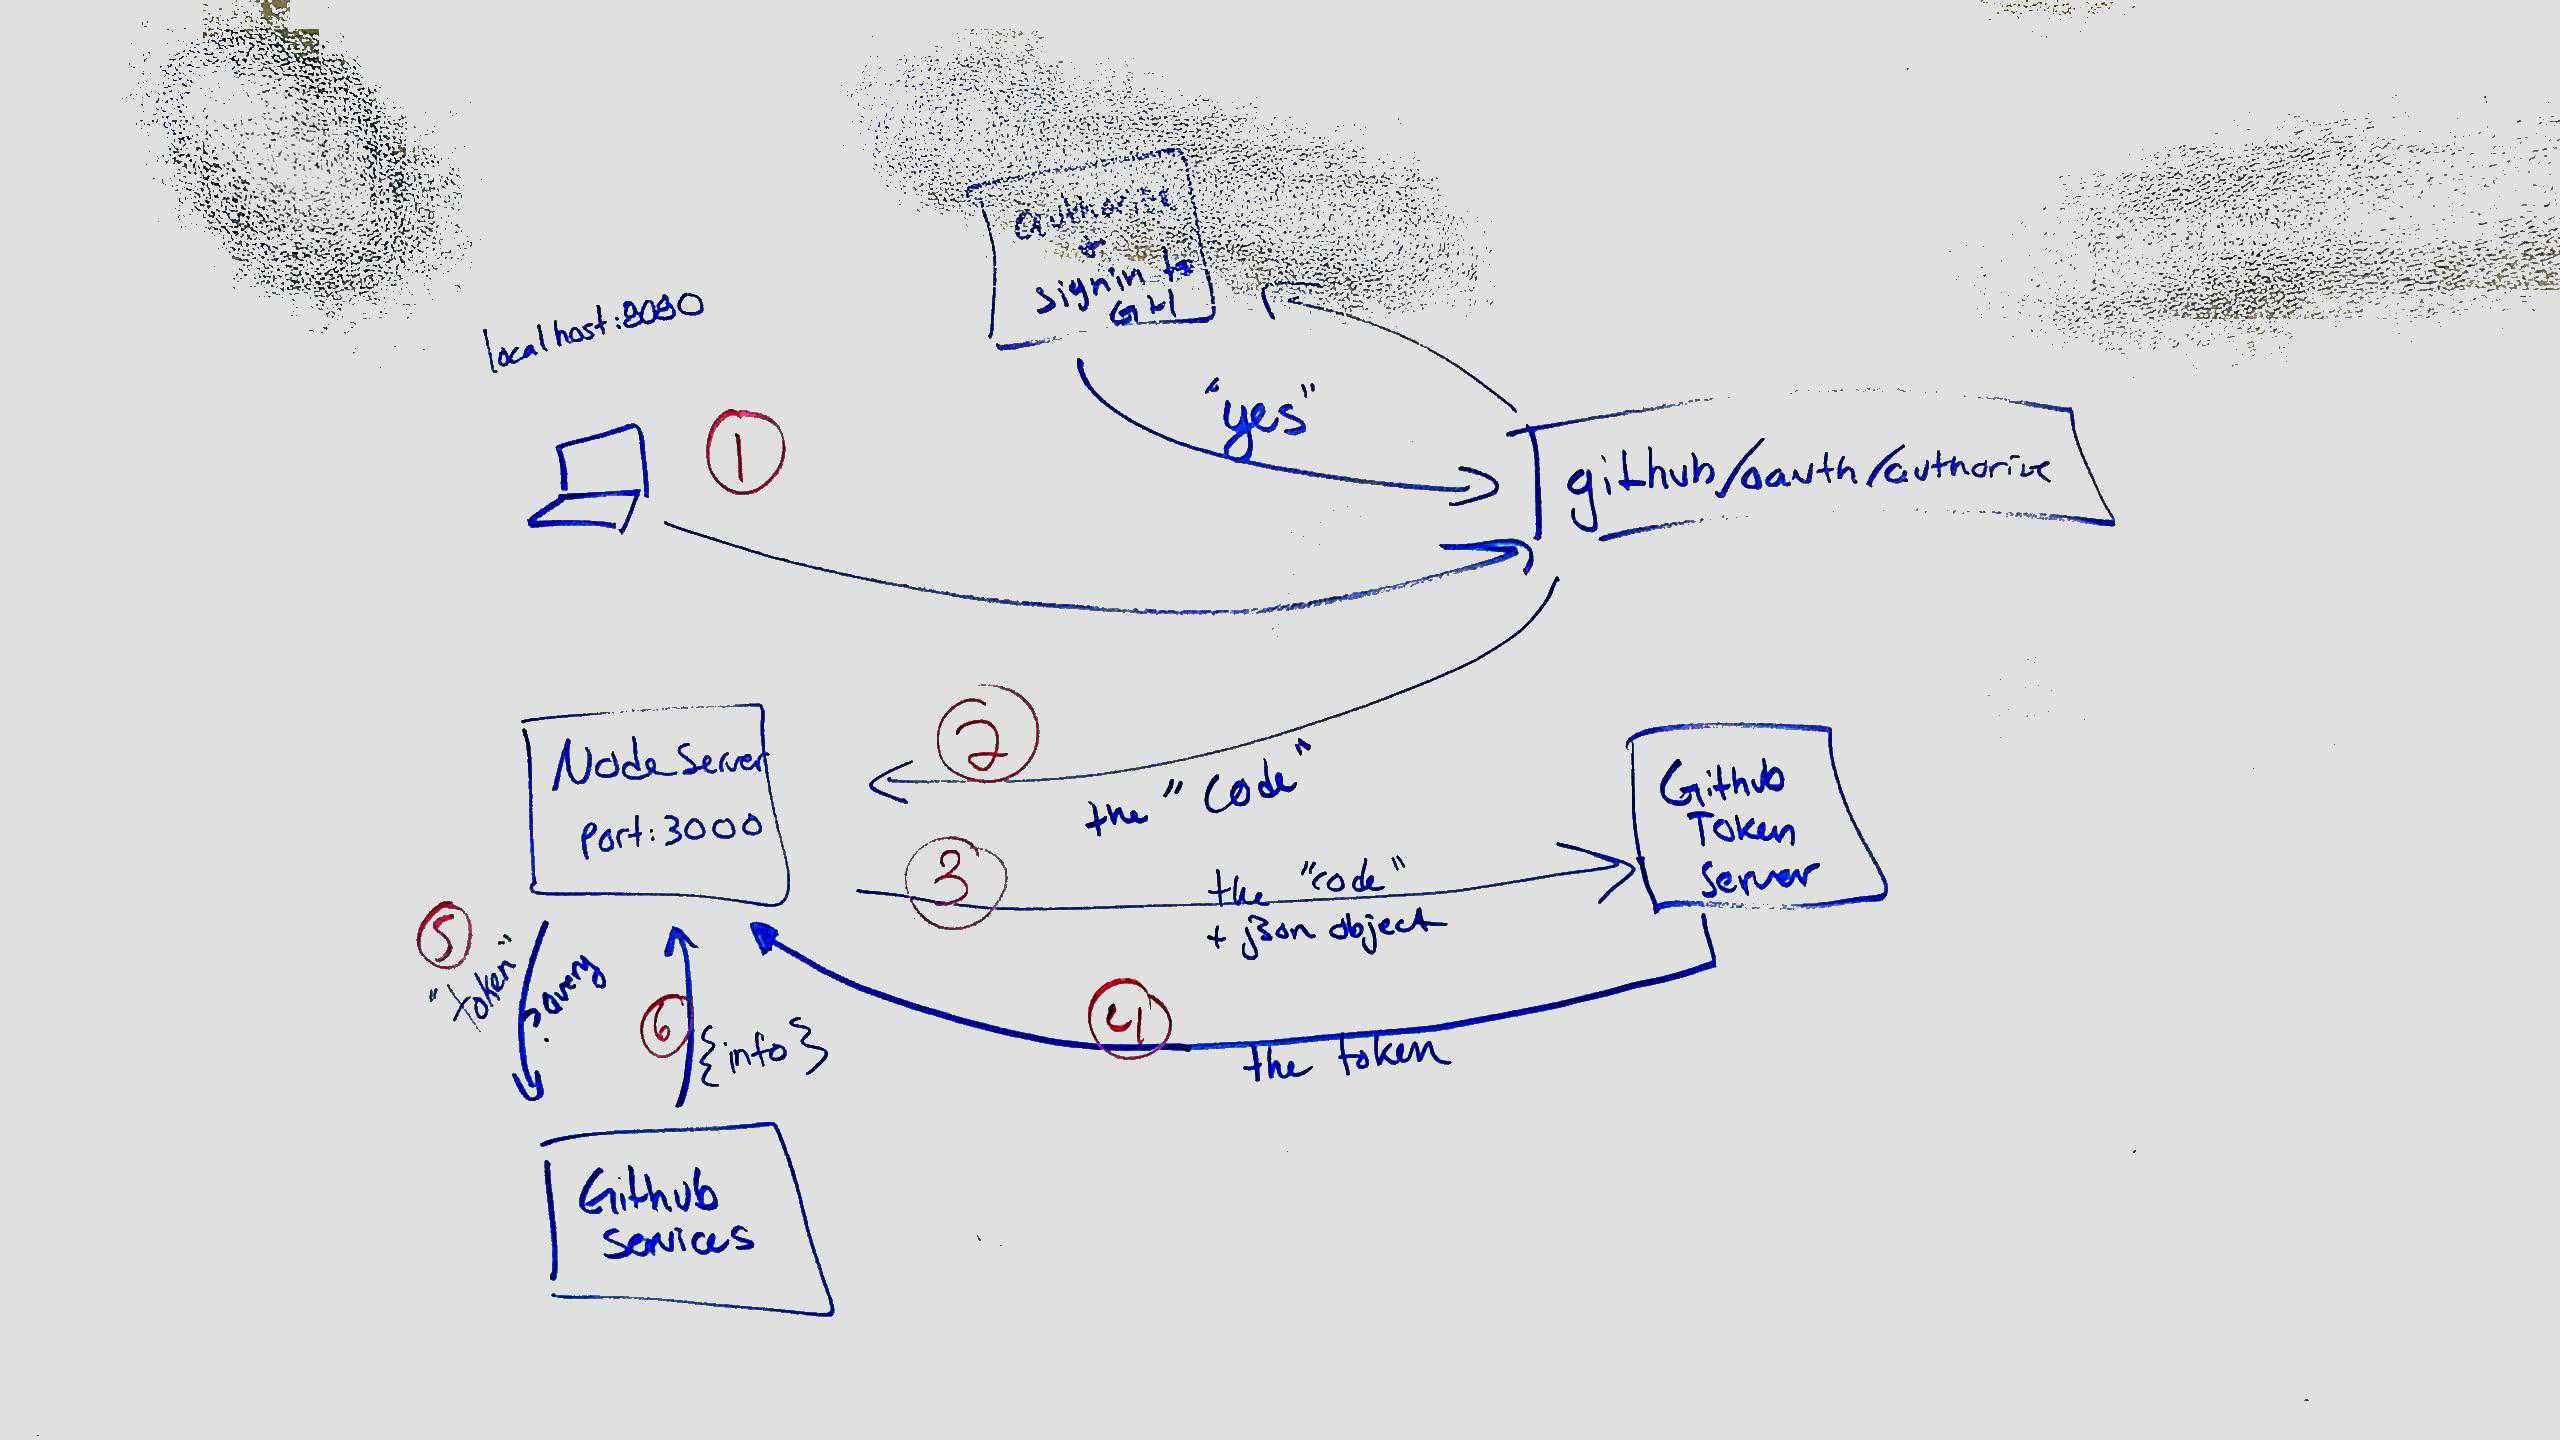 authorize
+
signin to
localhost:8080
"yes"
1
github/oauth/authorize
2
Node Server
port:3000
the "code"
Github
Token
Server
3
the "code"
+ json object
5
"token"
? query
6
{info}
4
the token
Github
Services